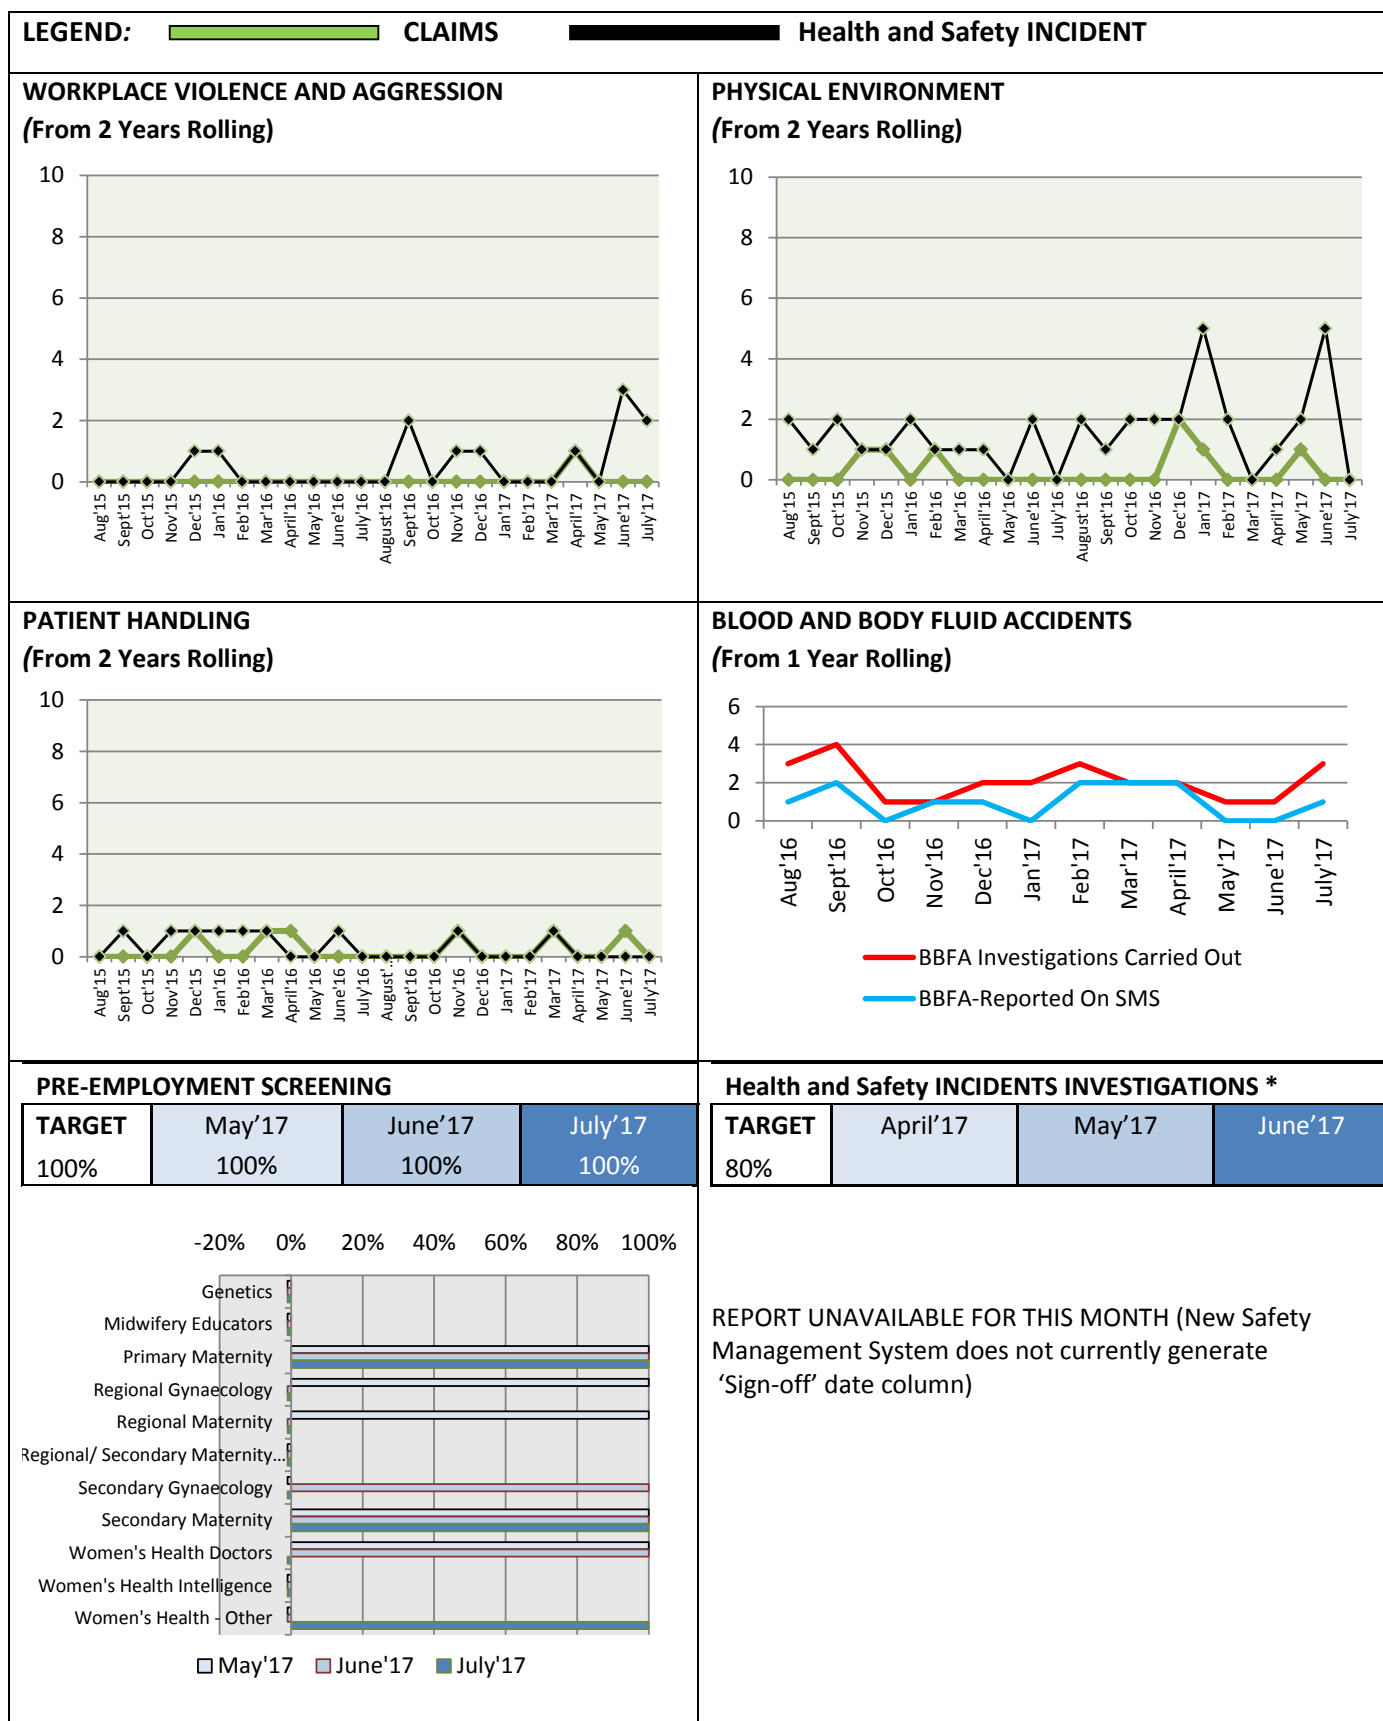 LEGEND: CLAIMS Health and Safety INCIDENT
WORKPLACE VIOLENCE AND AGGRESSION
(From 2 Years Rolling)
10
8
6
4
2
0
Aug'15
Sept'15
Oct'15
Nov'15
Dec'15
Jan'16
Feb'16
Mar'16
April'16
May'16
June'16
July'16
August'16
Sept'16
Oct'16
Nov'16
Dec'16
Jan'17
Feb'17
Mar'17
April'17
May'17
June'17
July'17
PHYSICAL ENVIRONMENT
(From 2 Years Rolling)
10
8
6
4
2
0
Aug'15
Sept'15
Oct'15
Nov'15
Dec'15
Jan'16
Feb'16
Mar'16
April'16
May'16
June'16
July'16
August'16
Sept'16
Oct'16
Nov'16
Dec'16
Jan'17
Feb'17
Mar'17
April'17
May'17
June'17
July'17
PATIENT HANDLING
(From 2 Years Rolling)
10
8
6
4
2
0
Aug'15
Sept'15
Oct'15
Nov'15
Dec'15
Jan'16
Feb'16
Mar'16
April'16
May'16
June'16
July'16
August'...
Sept'16
Oct'16
Nov'16
Dec'16
Jan'17
Feb'17
Mar'17
April'17
May'17
June'17
July'17
BLOOD AND BODY FLUID ACCIDENTS
(From 1 Year Rolling)
6
4
2
0
Aug'16
Sept'16
Oct'16
Nov'16
Dec'16
Jan'17
Feb'17
Mar'17
April'17
May'17
June'17
July'17
BBFA Investigations Carried Out
BBFA-Reported On SMS
PRE-EMPLOYMENT SCREENING
TARGET May'17 June'17 July'17
100% 100% 100% 100%
-20% 0% 20% 40% 60% 80% 100%
Genetics
Midwifery Educators
Primary Maternity
Regional Gynaecology
Regional Maternity
Regional/ Secondary Maternity...
Secondary Gynaecology
Secondary Maternity
Women's Health Doctors
Women's Health Intelligence
Women's Health - Other
May'17 June'17 July'17
Health and Safety INCIDENTS INVESTIGATIONS *
TARGET April'17 May'17 June'17
80%
REPORT UNAVAILABLE FOR THIS MONTH (New Safety
Management System does not currently generate
'Sign-off' date column)